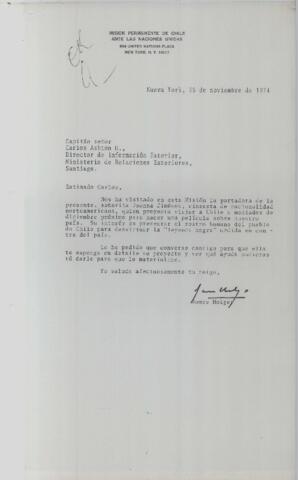 MISION PERMANENTE DE CHILE
ANTE LAS NACIONES UNIDAS
809 UNITED NATIONS PLAZA
NEW YORK, N. Y. 10017
Nueva York, 25 de noviembre de 1974
Capitán señor
Carlos Ashton U.,
Director de Información Exterior,
Ministerio de Relaciones Exteriores,
Santiago.
Estimado Carlos,
Nos ha visitado en esta Misión la portadora de la
presente, señorita Joanna Jiménez, cineasta de nacionalidad
norteamericana, quien proyecta viajar a Chile a mediados de
diciembre próximo para hacer una película sobre nuestro
país. Su interés es presentar el rostro humano del pueblo
de Chile para desvirtuar la "leyenda negra" tejida en con-
tra del país.
Le he pedido que converse contigo para que ella
te exponga en detalle su proyecto y ver qué ayuda pudieras
tú darle para que lo materialice.
Te saluda afectuosamente tu amigo,